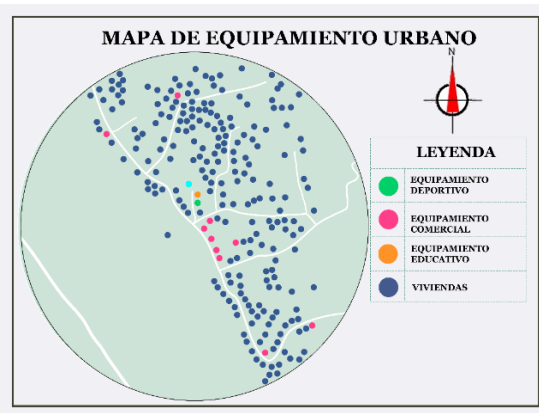 MAPA DE EQUIPAMIENTO URBANO
N
LEYENDA
EQUIPAMIENTO
DEPORTIVO
EQUIPAMIENTO
COMERCIAL
EQUIPAMIENTO
EDUCATIVO
VIVIENDAS